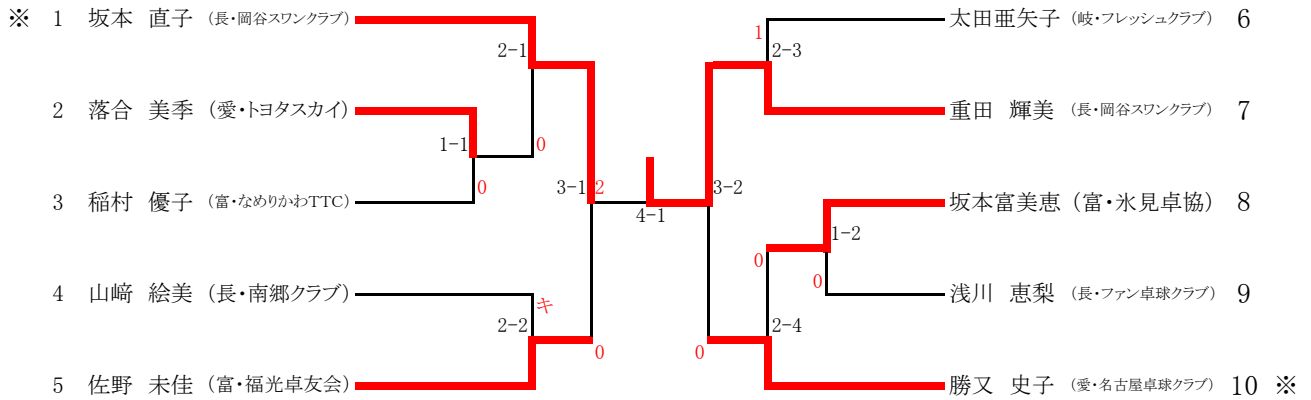 ※ 1 坂本 直子 (長・岡谷スワンクラブ)
2-1
2 落合 美季 (愛・トヨタスカイ)
1-1
0
0
3 稲村 優子 (富・なめりかわTTC)
3-1
2
4 山﨑 絵美 (長・南郷クラブ)
キ
2-2
0
5 佐野 未佳 (富・福光卓友会)
4-1
太田亜矢子 (岐・フレッシュクラブ) 6
1
2-3
重田 輝美 (長・岡谷スワンクラブ) 7
3-2
坂本富美恵 (富・氷見卓協) 8
1-2
0
0
浅川 恵梨 (長・ファン卓球クラブ) 9
2-4
0
勝又 史子 (愛・名古屋卓球クラブ) 10 ※